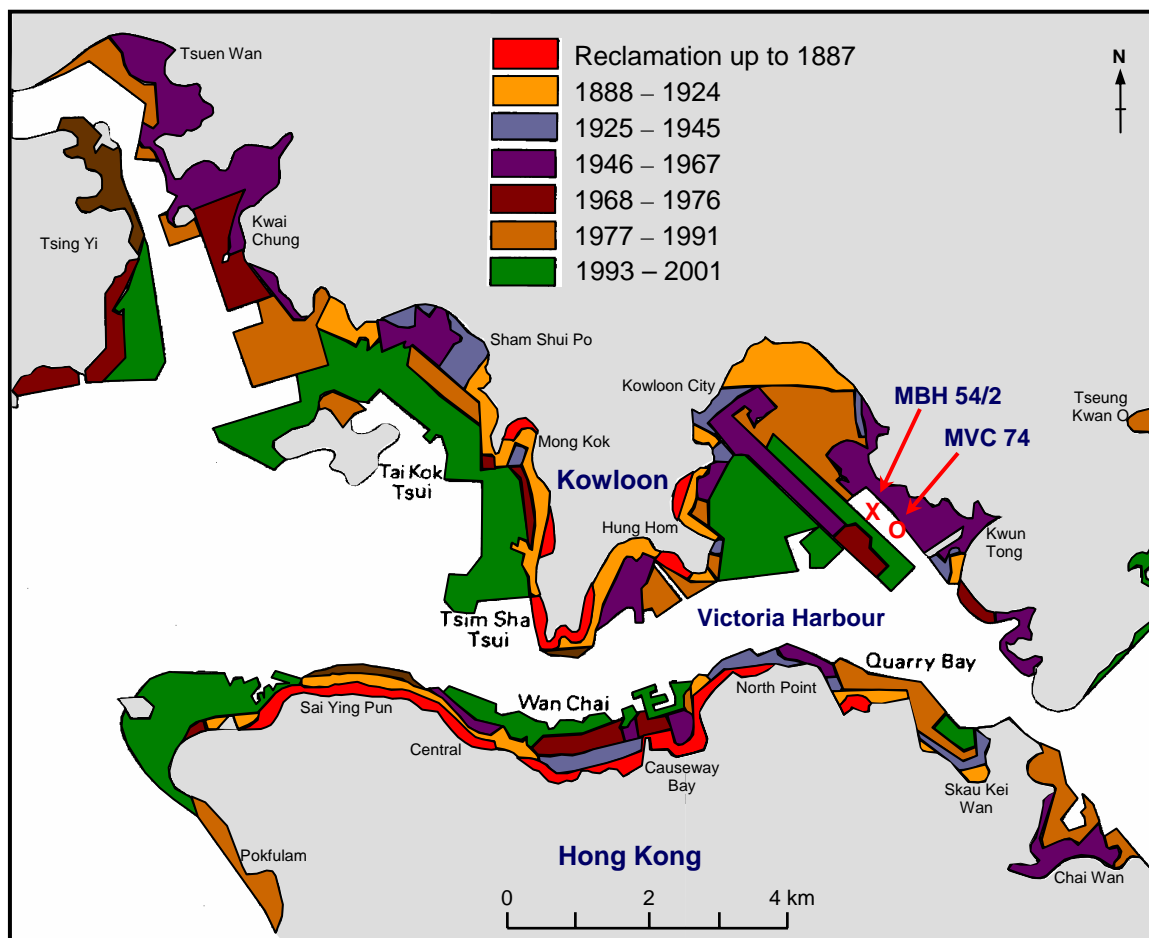 Tsuen Wan
Reclamation up to 1887
1888 – 1924
1925 – 1945
1946 – 1967
1968 – 1976
1977 – 1991
1993 – 2001
N
Tsing Yi
Kwai
Chung
Sham Shui Po
Kowloon City
MBH 54/2
MVC 74
Tseung
Kwan O
Mong Kok
Tai Kok
Tsui
Kowloon
X
O
Hung Hom
Kwun
Tong
Tsim Sha
Tsui
Victoria Harbour
Quarry Bay
North Point
Wan Chai
Sai Ying Pun
Central
Causeway
Bay
Skau Kei
Wan
Pokfulam
Hong Kong
Chai Wan
0 2 4 km